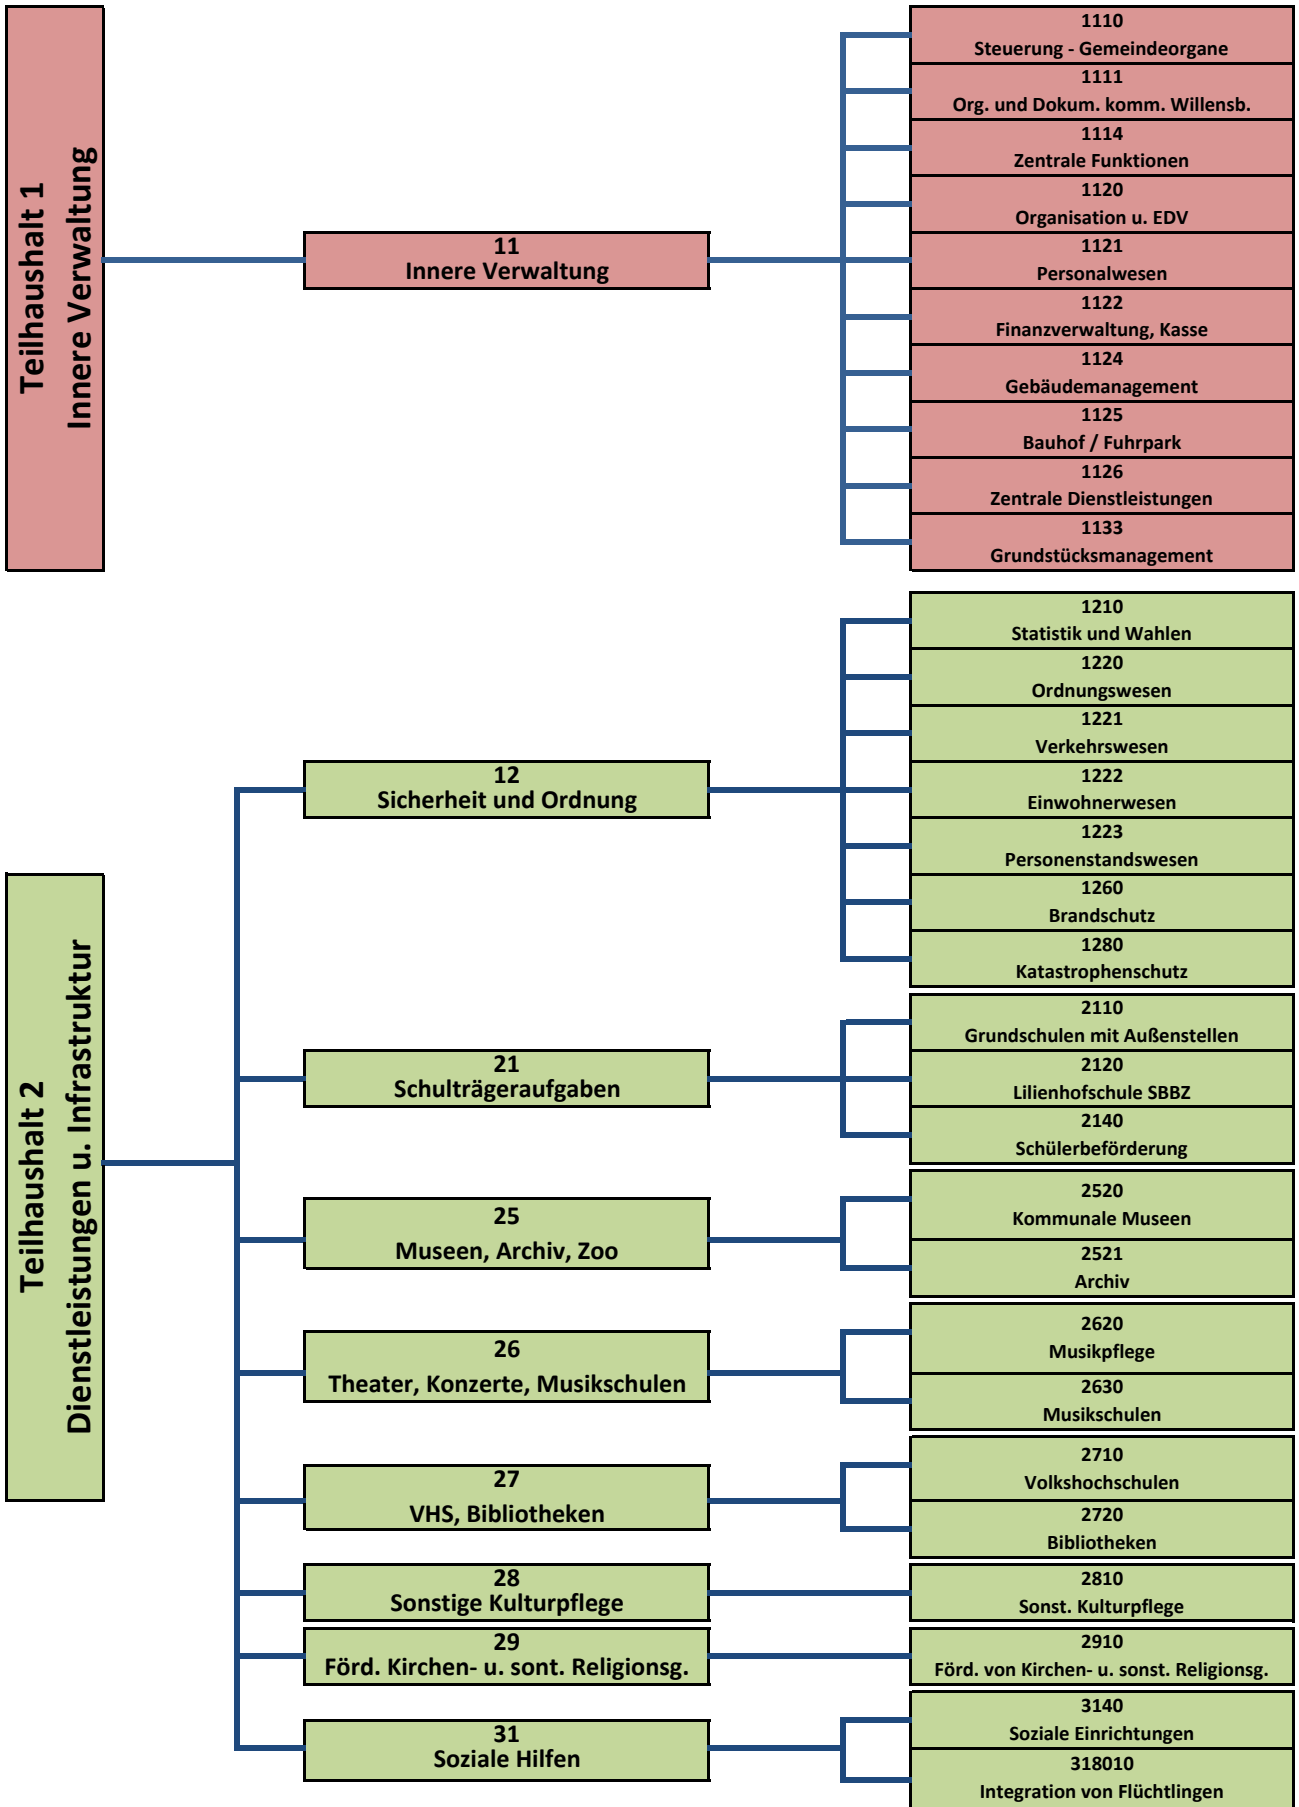 Teilhaushalt 1
Innere Verwaltung
11
Innere Verwaltung
1110
Steuerung - Gemeindeorgane
1111
Org. und Dokum. komm. Willensb.
1114
Zentrale Funktionen
1120
Organisation u. EDV
1121
Personalwesen
1122
Finanzverwaltung, Kasse
1124
Gebäudemanagement
1125
Bauhof / Fuhrpark
1126
Zentrale Dienstleistungen
1133
Grundstücksmanagement
Teilhaushalt 2
Dienstleistungen u. Infrastruktur
12
Sicherheit und Ordnung
1210
Statistik und Wahlen
1220
Ordnungswesen
1221
Verkehrswesen
1222
Einwohnerwesen
1223
Personenstandswesen
1260
Brandschutz
1280
Katastrophenschutz
21
Schulträgeraufgaben
2110
Grundschulen mit Außenstellen
2120
Lilienhofschule SBBZ
2140
Schülerbeförderung
25
Museen, Archiv, Zoo
2520
Kommunale Museen
2521
Archiv
26
Theater, Konzerte, Musikschulen
2620
Musikpflege
2630
Musikschulen
27
VHS, Bibliotheken
2710
Volkshochschulen
2720
Bibliotheken
28
Sonstige Kulturpflege
2810
Sonst. Kulturpflege
29
Förd. Kirchen- u. sont. Religionsg.
2910
Förd. von Kirchen- u. sonst. Religionsg.
31
Soziale Hilfen
3140
Soziale Einrichtungen
318010
Integration von Flüchtlingen